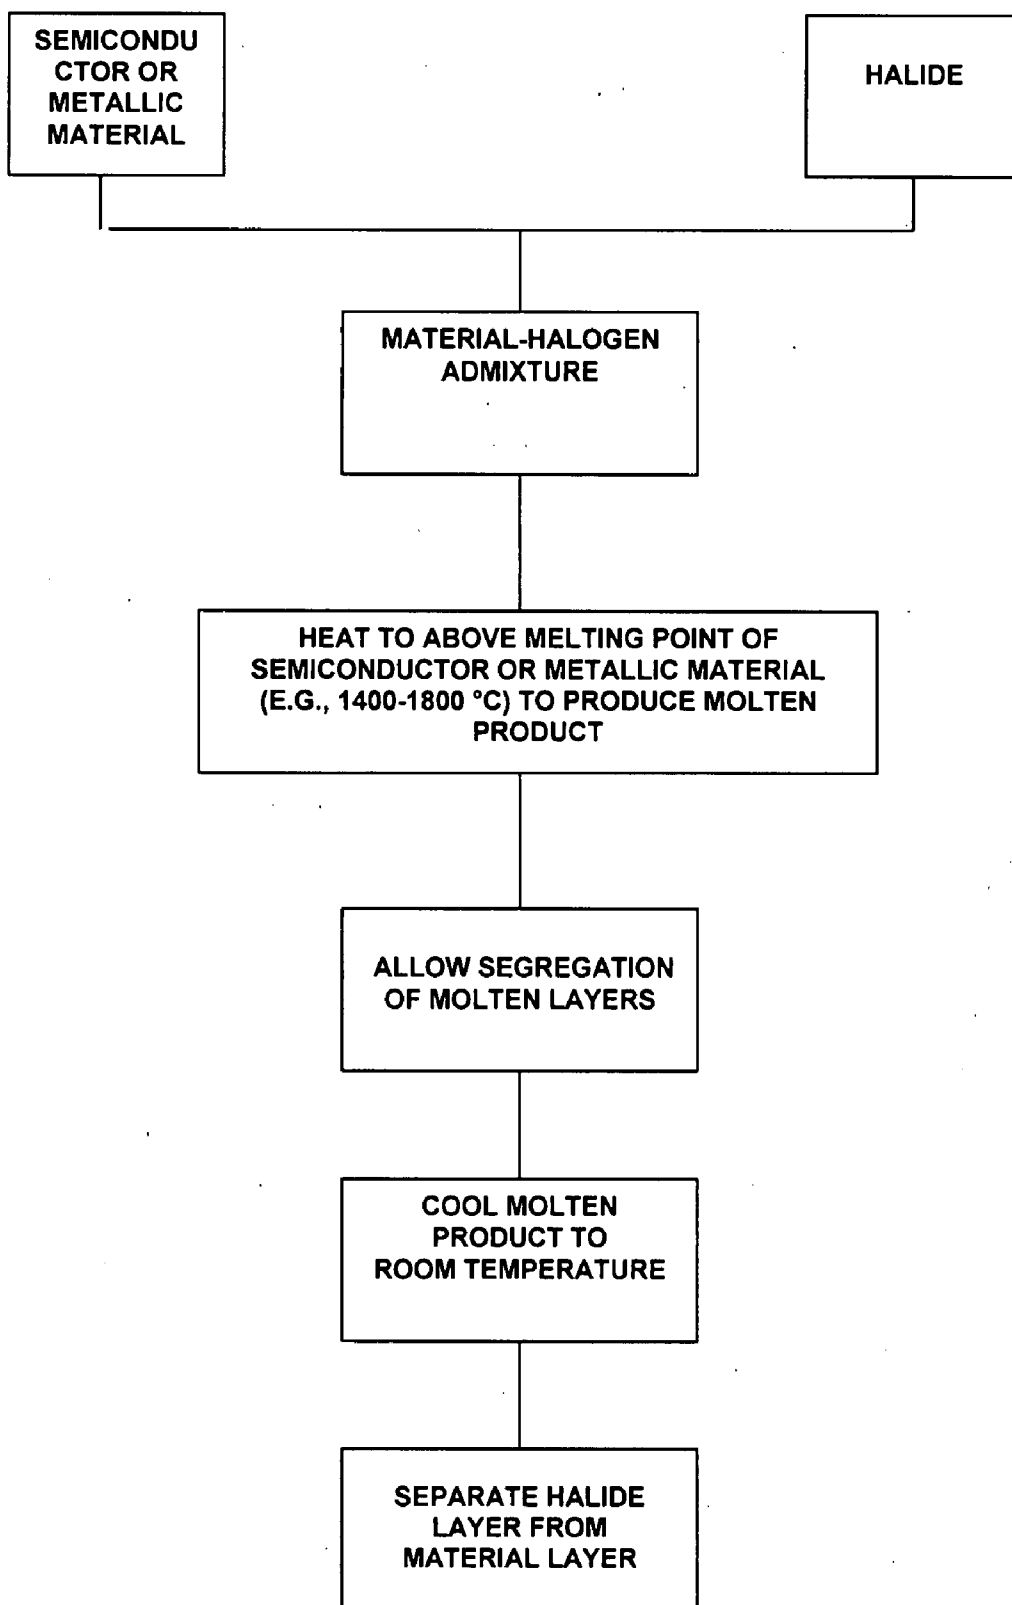 SEMICONDU
CTOR OR
METALLIC
MATERIAL
HALIDE
MATERIAL-HALOGEN
ADMIXTURE
HEAT TO ABOVE MELTING POINT OF
SEMICONDUCTOR OR METALLIC MATERIAL
(E.G., 1400-1800 °C) TO PRODUCE MOLTEN
PRODUCT
ALLOW SEGREGATION
OF MOLTEN LAYERS
COOL MOLTEN
PRODUCT TO
ROOM TEMPERATURE
SEPARATE HALIDE
LAYER FROM
MATERIAL LAYER